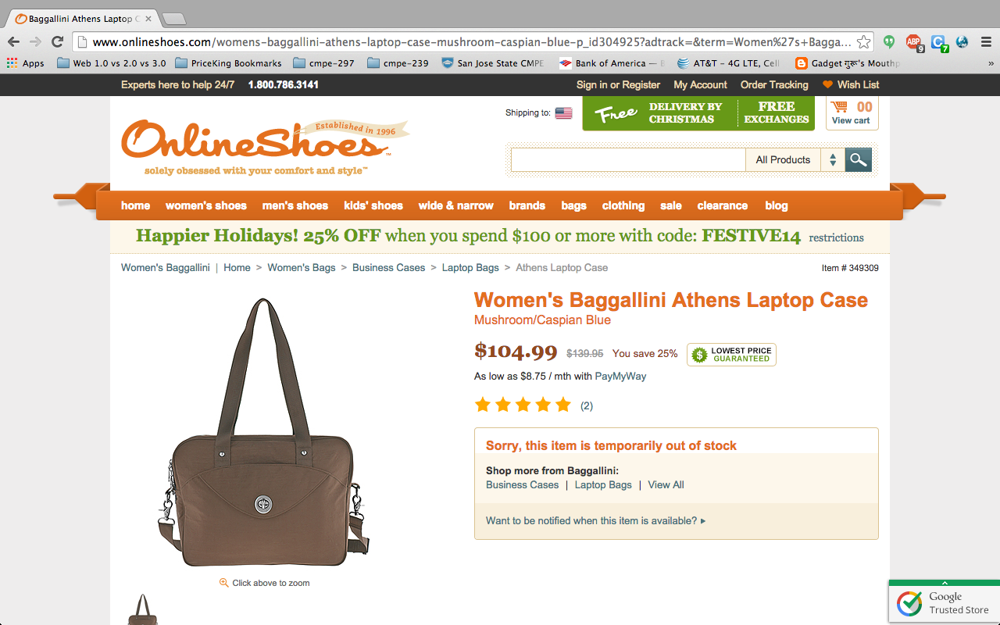 Baggallini Athens Laptop C
www.onlineshoes.com/womens-baggallini-athens-laptop-case-mushroom-caspian-blue-p_id304925?adtrack=&term=Women%27s+Bagga...
ABP 9 C 7
Apps Web 1.0 vs 2.0 vs 3.0 PriceKing Bookmarks cmpe-297 cmpe-239 San Jose State CMPE Bank of America — AT&T – 4G LTE, Cell Gadget गुरू's Mouthp »
Experts here to help 24/7 1.800.786.3141 Sign in or Register My Account Order Tracking Wish List
Shipping to:
Free DELIVERY BY CHRISTMAS
FREE EXCHANGES
00
View cart
Established in 1996
OnlineShoes™
solely obsessed with your comfort and style™
All Products
home women's shoes men's shoes kids' shoes wide & narrow brands bags clothing sale clearance blog
Happier Holidays! 25% OFF when you spend $100 or more with code: FESTIVE14 restrictions
Women's Baggallini | Home > Women's Bags > Business Cases > Laptop Bags > Athens Laptop Case Item # 349309
Women's Baggallini Athens Laptop Case
Mushroom/Caspian Blue
$104.99 $139.95 You save 25% $ LOWEST PRICE GUARANTEED
As low as $8.75 / mth with PayMyWay
(2)
Sorry, this item is temporarily out of stock
Shop more from Baggallini:
Business Cases | Laptop Bags | View All
Want to be notified when this item is available?
Click above to zoom
Google
Trusted Store